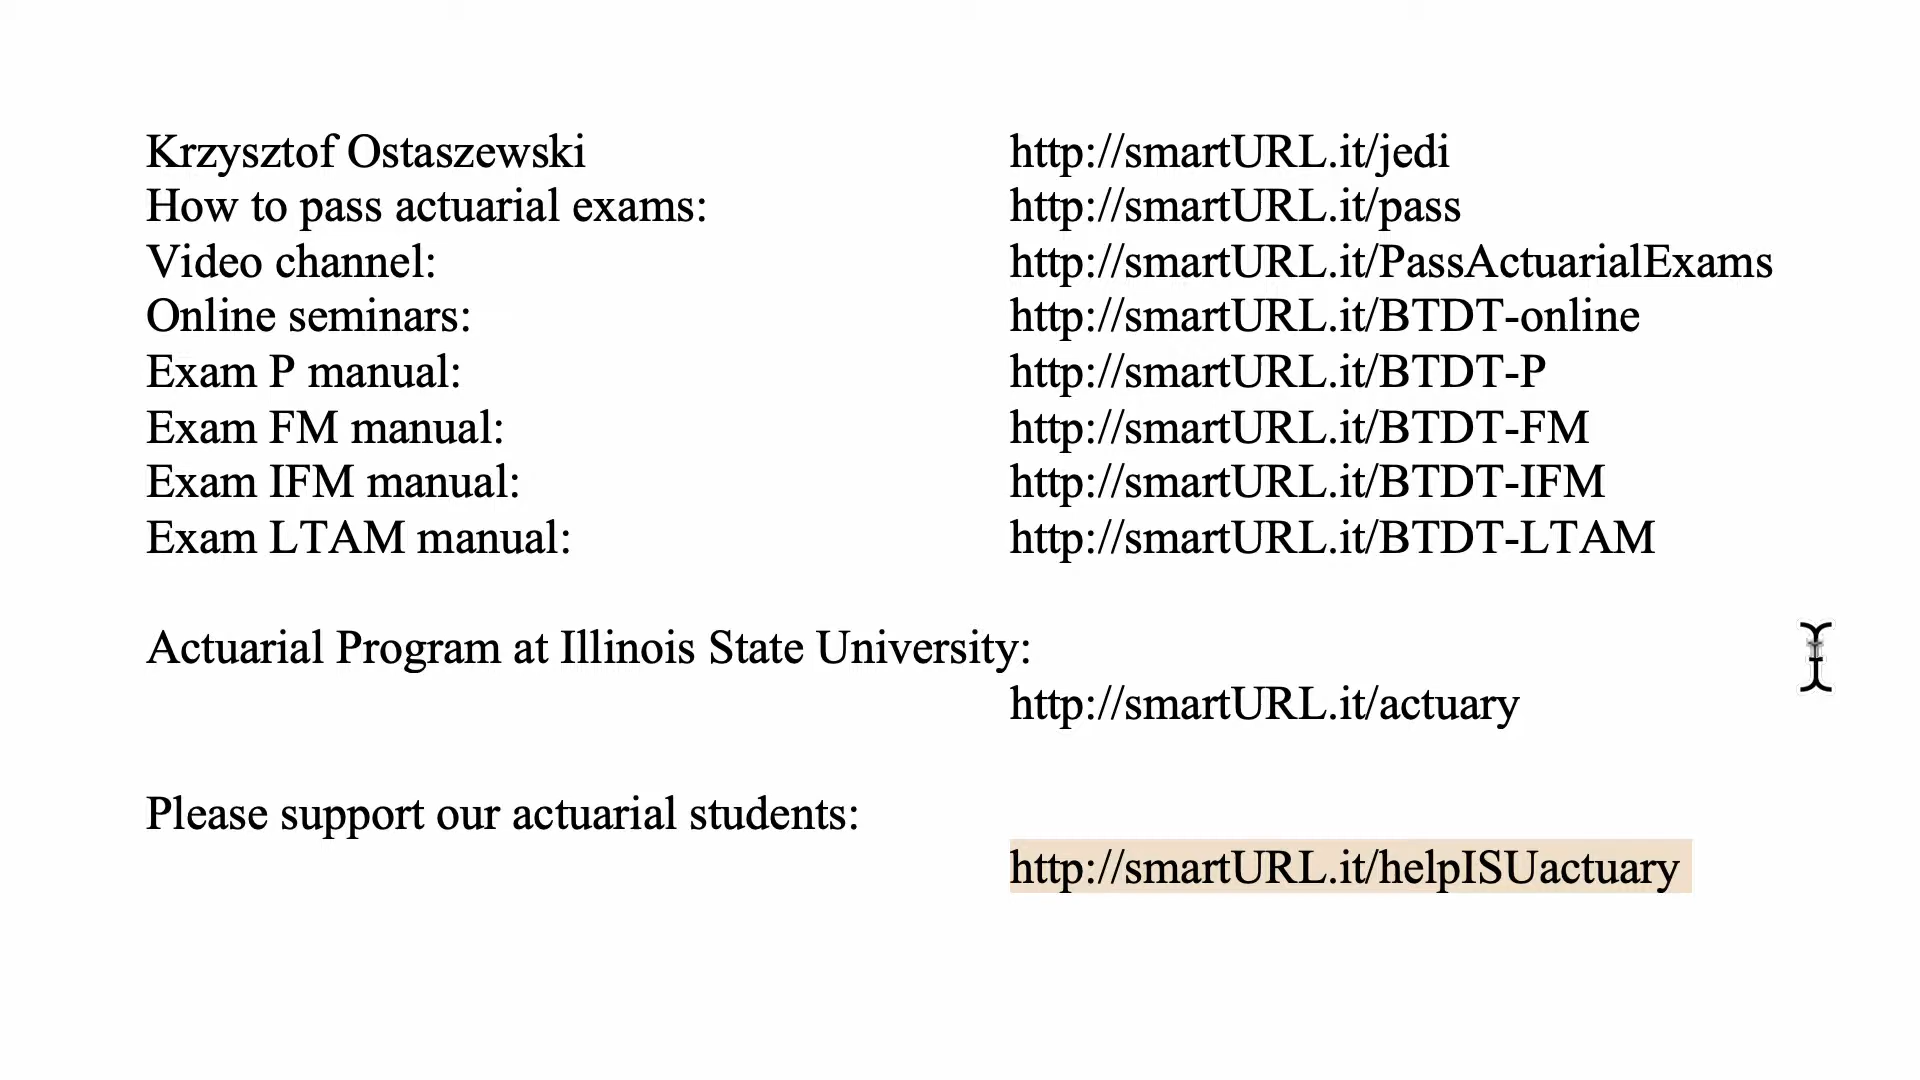 Krzysztof Ostaszewski http://smartURL.it/jedi
How to pass actuarial exams: http://smartURL.it/pass
Video channel: http://smartURL.it/PassActuarialExams
Online seminars: http://smartURL.it/BTDT-online
Exam P manual: http://smartURL.it/BTDT-P
Exam FM manual: http://smartURL.it/BTDT-FM
Exam IFM manual: http://smartURL.it/BTDT-IFM
Exam LTAM manual: http://smartURL.it/BTDT-LTAM
Actuarial Program at Illinois State University:
http://smartURL.it/actuary
Please support our actuarial students:
http://smartURL.it/helpISUactuary